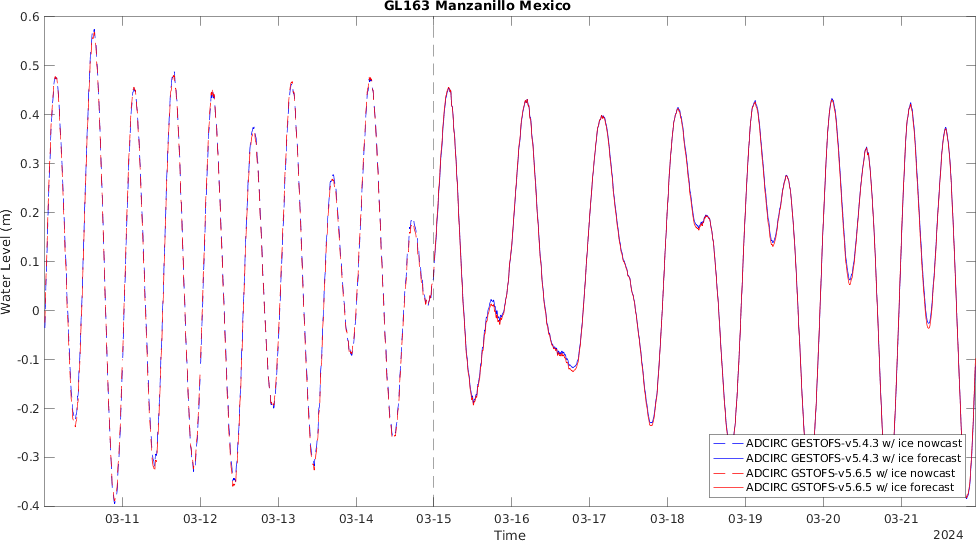 GL163 Manzanillo Mexico
0.6
0.5
0.4
0.3
0.2
0.1
0
-0.1
-0.2
-0.3
-0.4
Water Level (m)
ADCIRC GESTOFS-v5.4.3 w/ ice nowcast
ADCIRC GESTOFS-v5.4.3 w/ ice forecast
ADCIRC GSTOFS-v5.6.5 w/ ice nowcast
ADCIRC GSTOFS-v5.6.5 w/ ice forecast
03-11 03-12 03-13 03-14 03-15 03-16 03-17 03-18 03-19 03-20 03-21
Time
2024